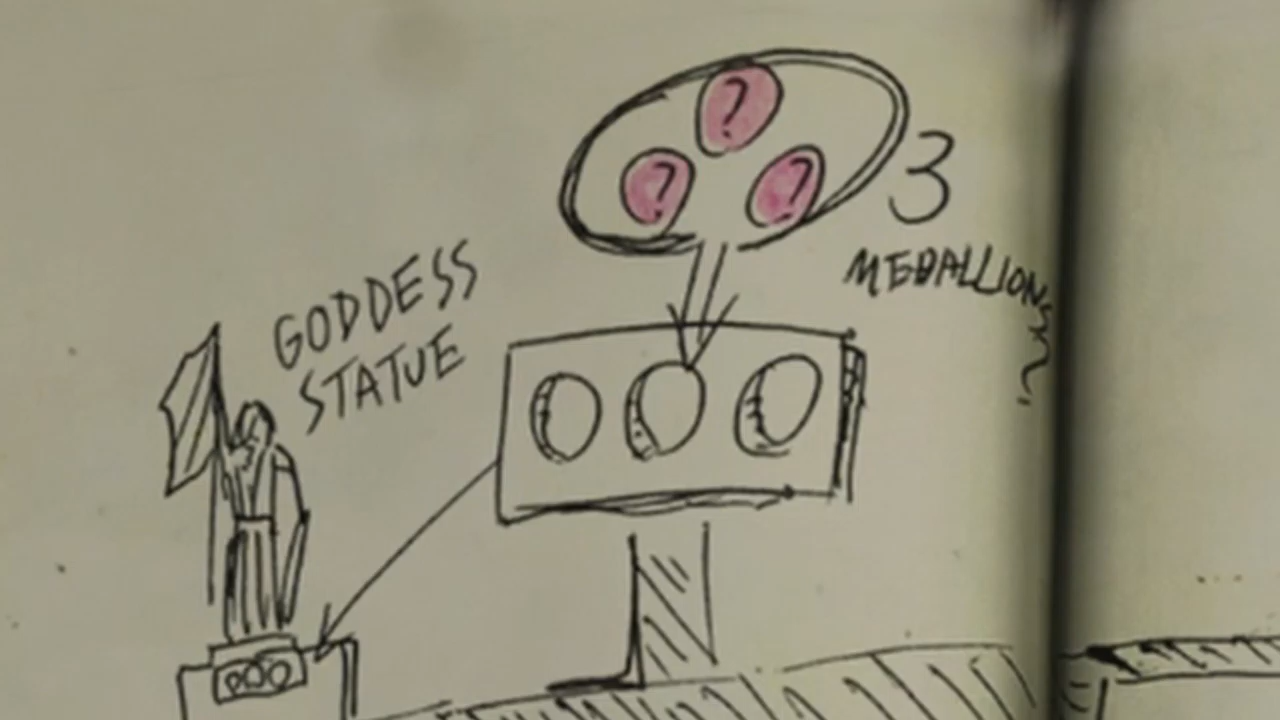 ?
? ?
3
MEDALLIONS
GODDESS
STATUE